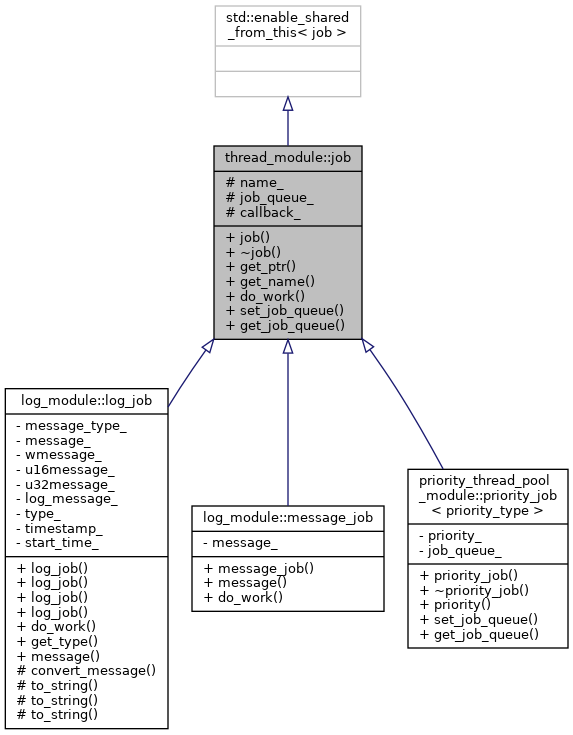 std::enable_shared
_from_this< job >
thread_module::job
# name_
# job_queue_
# callback_
+ job()
+ ~job()
+ get_ptr()
+ get_name()
+ do_work()
+ set_job_queue()
+ get_job_queue()
log_module::log_job
- message_type_
- message_
- wmessage_
- u16message_
- u32message_
- log_message_
- type_
- timestamp_
- start_time_
+ log_job()
+ log_job()
+ log_job()
+ log_job()
+ do_work()
+ get_type()
+ message()
# convert_message()
# to_string()
# to_string()
# to_string()
log_module::message_job
- message_
+ message_job()
+ message()
+ do_work()
priority_thread_pool
_module::priority_job
< priority_type >
- priority_
- job_queue_
+ priority_job()
+ ~priority_job()
+ priority()
+ set_job_queue()
+ get_job_queue()